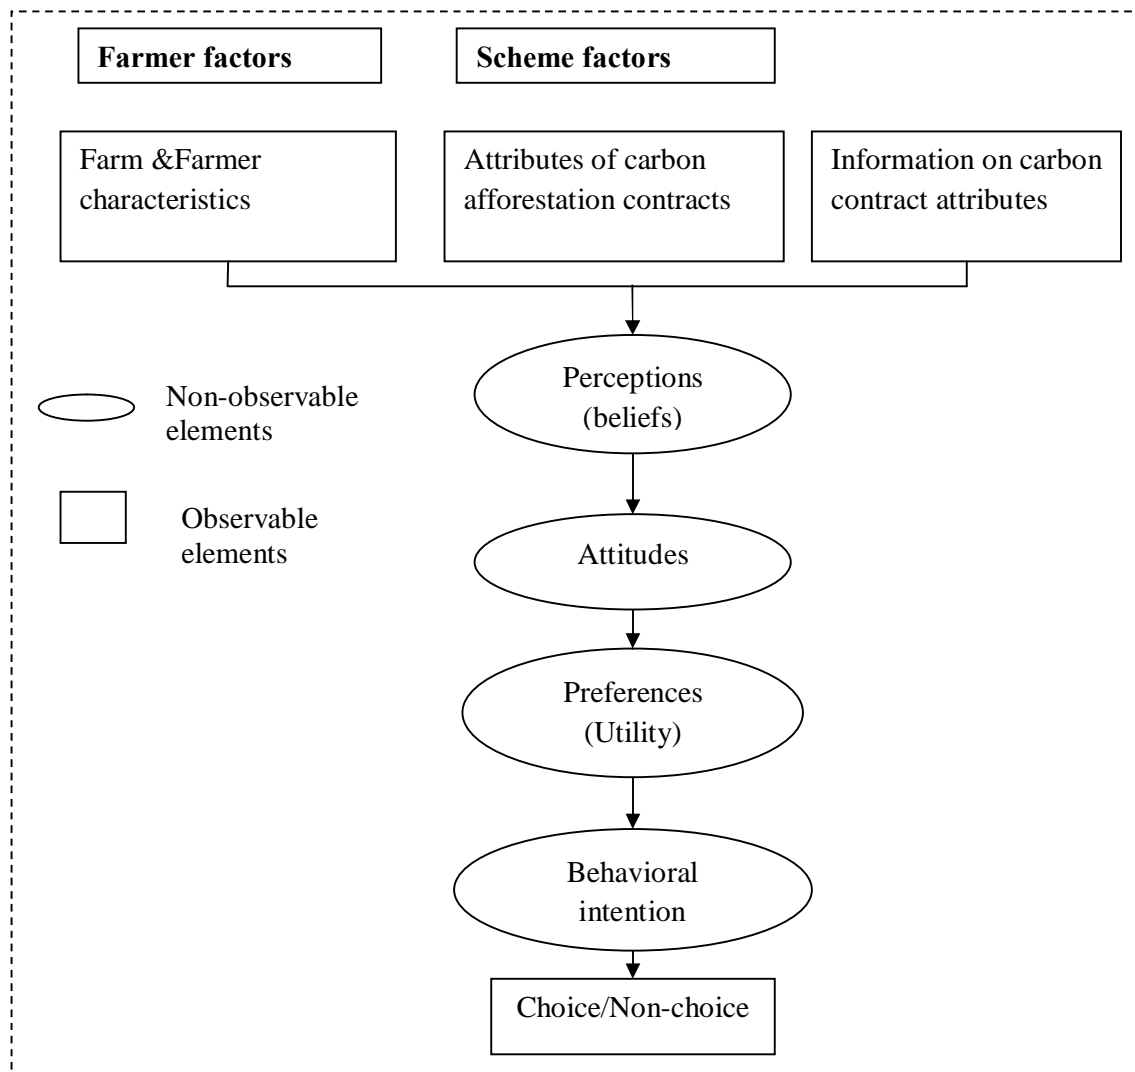 Farmer factors
Scheme factors
Farm &Farmer
characteristics
Attributes of carbon
afforestation contracts
Information on carbon
contract attributes
Perceptions
(beliefs)
Non-observable
elements
Observable
elements
Attitudes
Preferences
(Utility)
Behavioral
intention
Choice/Non-choice